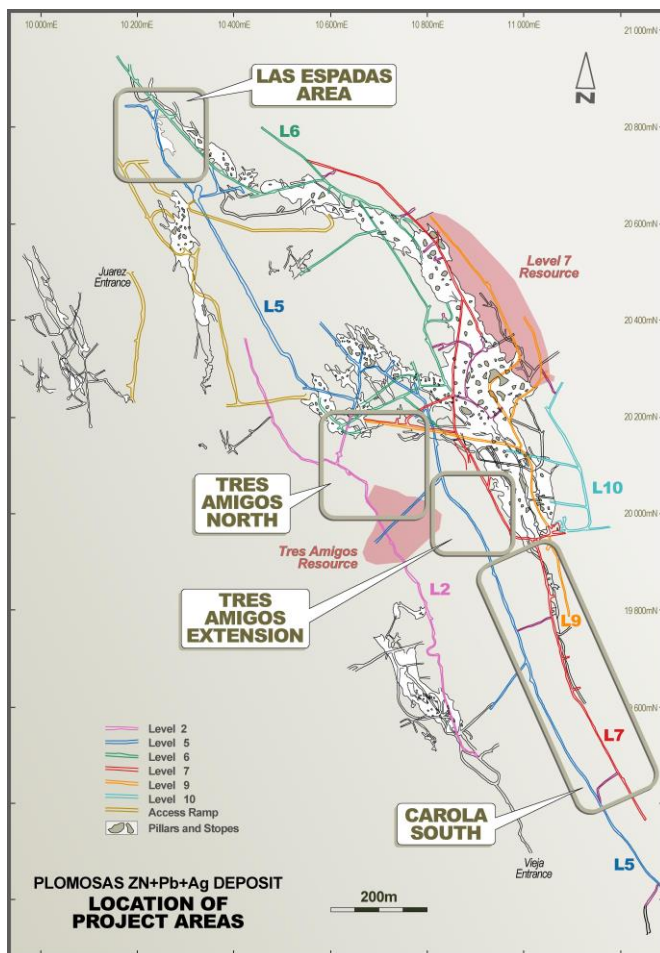 10 000mE
10 200mE
10 400mE
10 600mE
10 800mE
11 000mE
21 000mN
LAS ESPADAS
AREA
N
L6
20 800mN
20 600mN
Level 7
Resource
Juarez
Entrance
L5
20 400mN
20 200mN
TRES
AMIGOS
NORTH
L10
20 000mN
Tres Amigos
Resource
TRES
AMIGOS
EXTENSION
L2
L9
19 800mN
600mN
Level 2
Level 5
Level 6
Level 7
Level 9
Level 10
Access Ramp
Pillars and Stopes
L7
CAROLA
SOUTH
Vieja
Entrance
L5
PLOMOSAS ZN+Pb+Ag DEPOSIT
LOCATION OF
PROJECT AREAS
200m